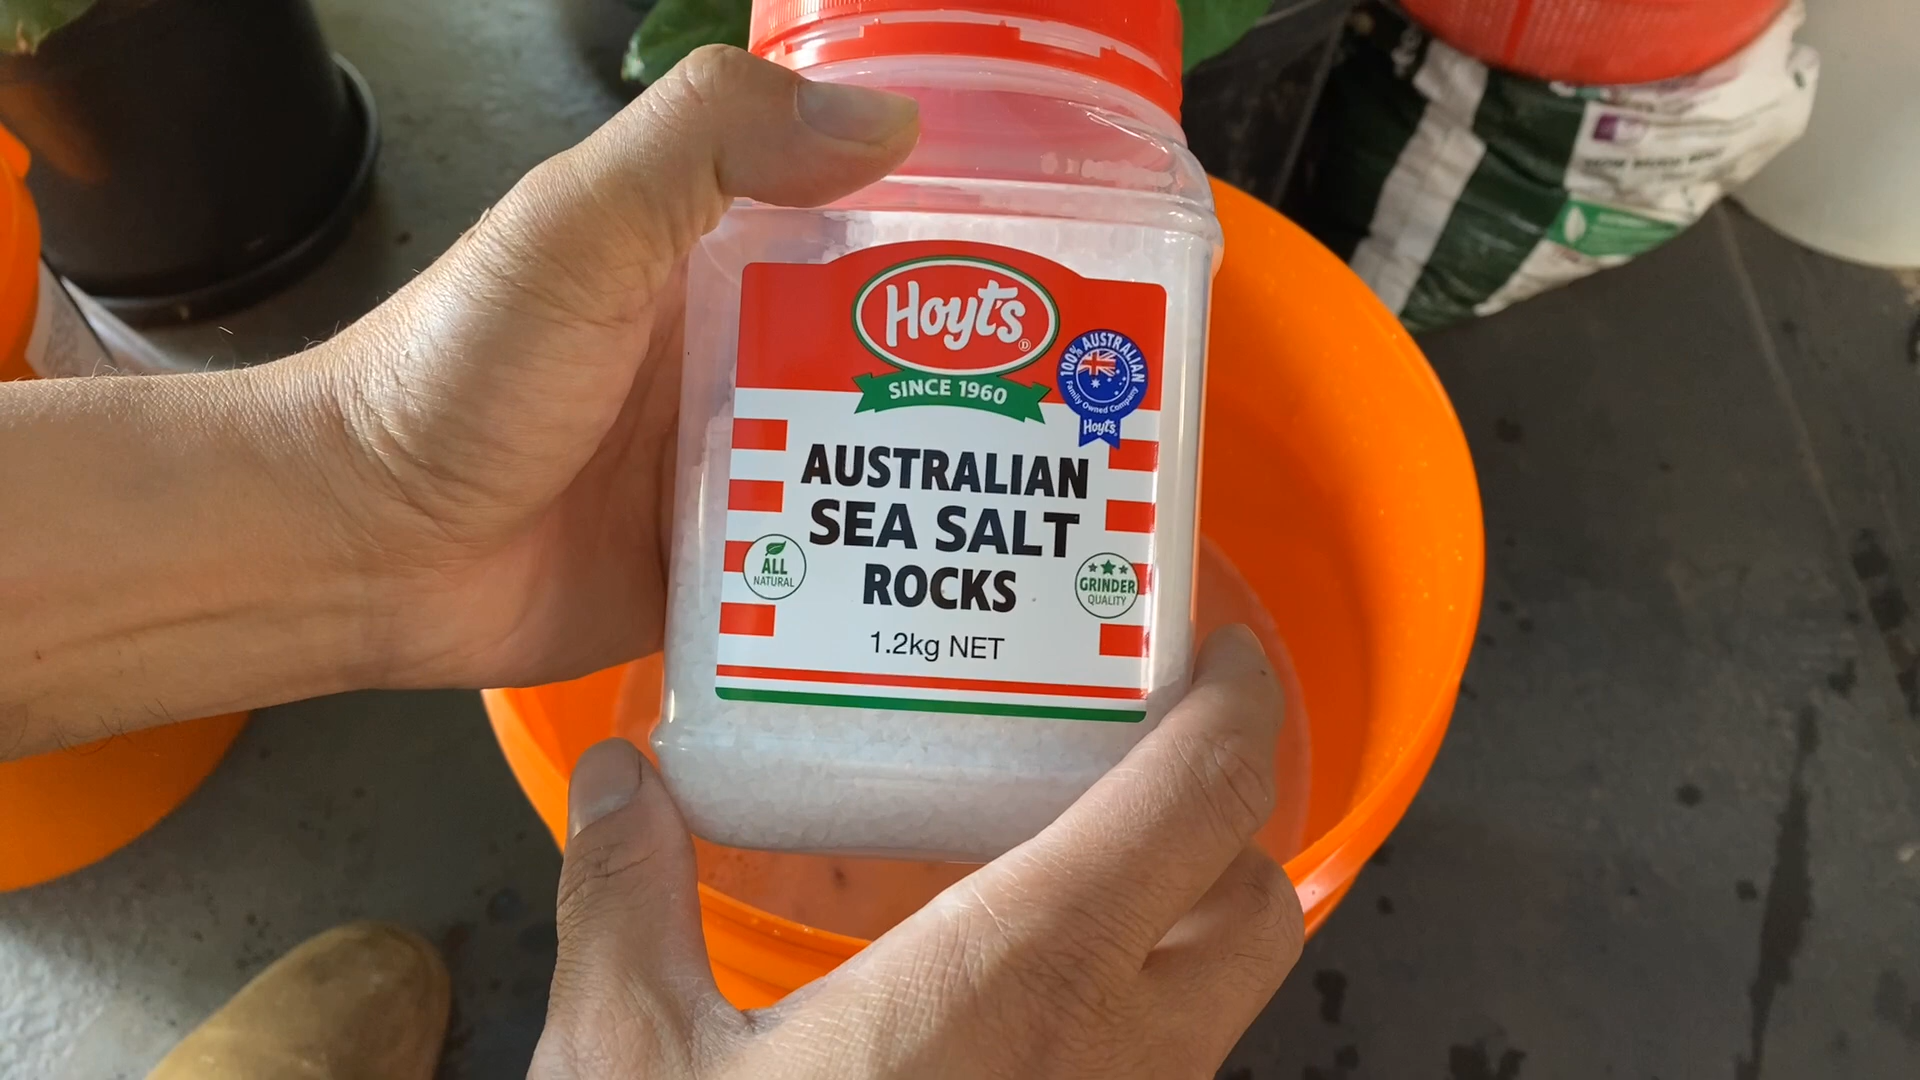 Hoyt's
SINCE 1960
100% AUSTRALIAN
Family Owned Company
Hoyt's
AUSTRALIAN
SEA SALT
ROCKS
ALL
NATURAL
GRINDER
QUALITY
1.2kg NET